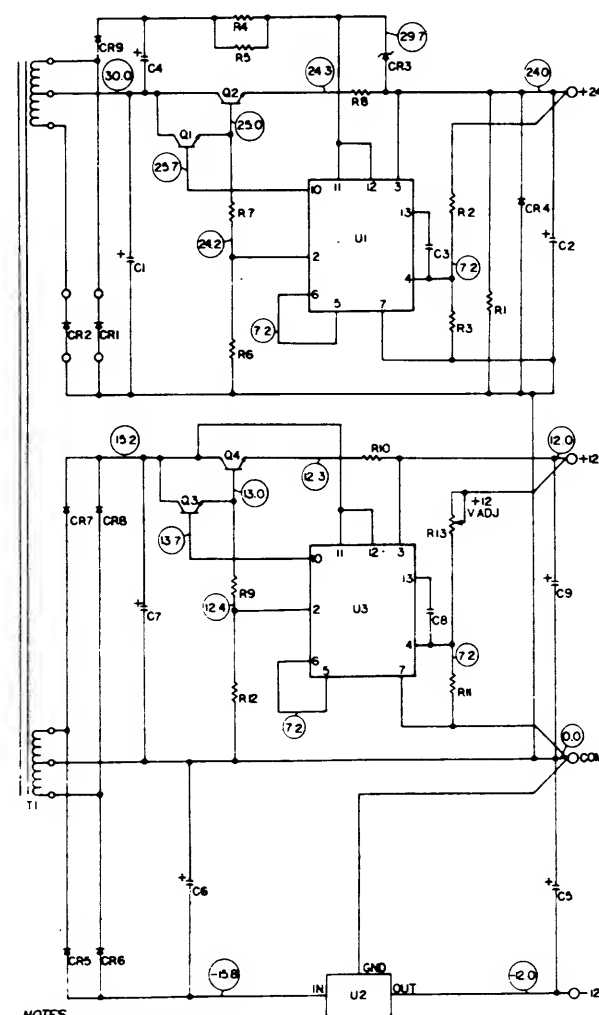 R4
R5
CR9
C4
29.7
CR3
30.0
Q2
24.3
R8
24.0
+24
25.0
Q1
25.7
10
11
12
3
R7
13
R2
CR4
24.2
U1
C3
C2
C1
2
4
7.2
6
5
7
R3
R1
7.2
CR2
CR1
R6
15.2
Q4
R10
12.0
+12
12.3
13.0
Q3
+12
V ADJ
CR7
CR8
13.7
R13
10
11
12
3
R9
13
C9
C7
12.4
2
U3
C8
4
7.2
6
5
7
R11
R12
7.2
0.0
COM
T1
C6
C5
CR5
CR6
GND
-15.8
-12.0
IN
U2
OUT
-12
NOTES